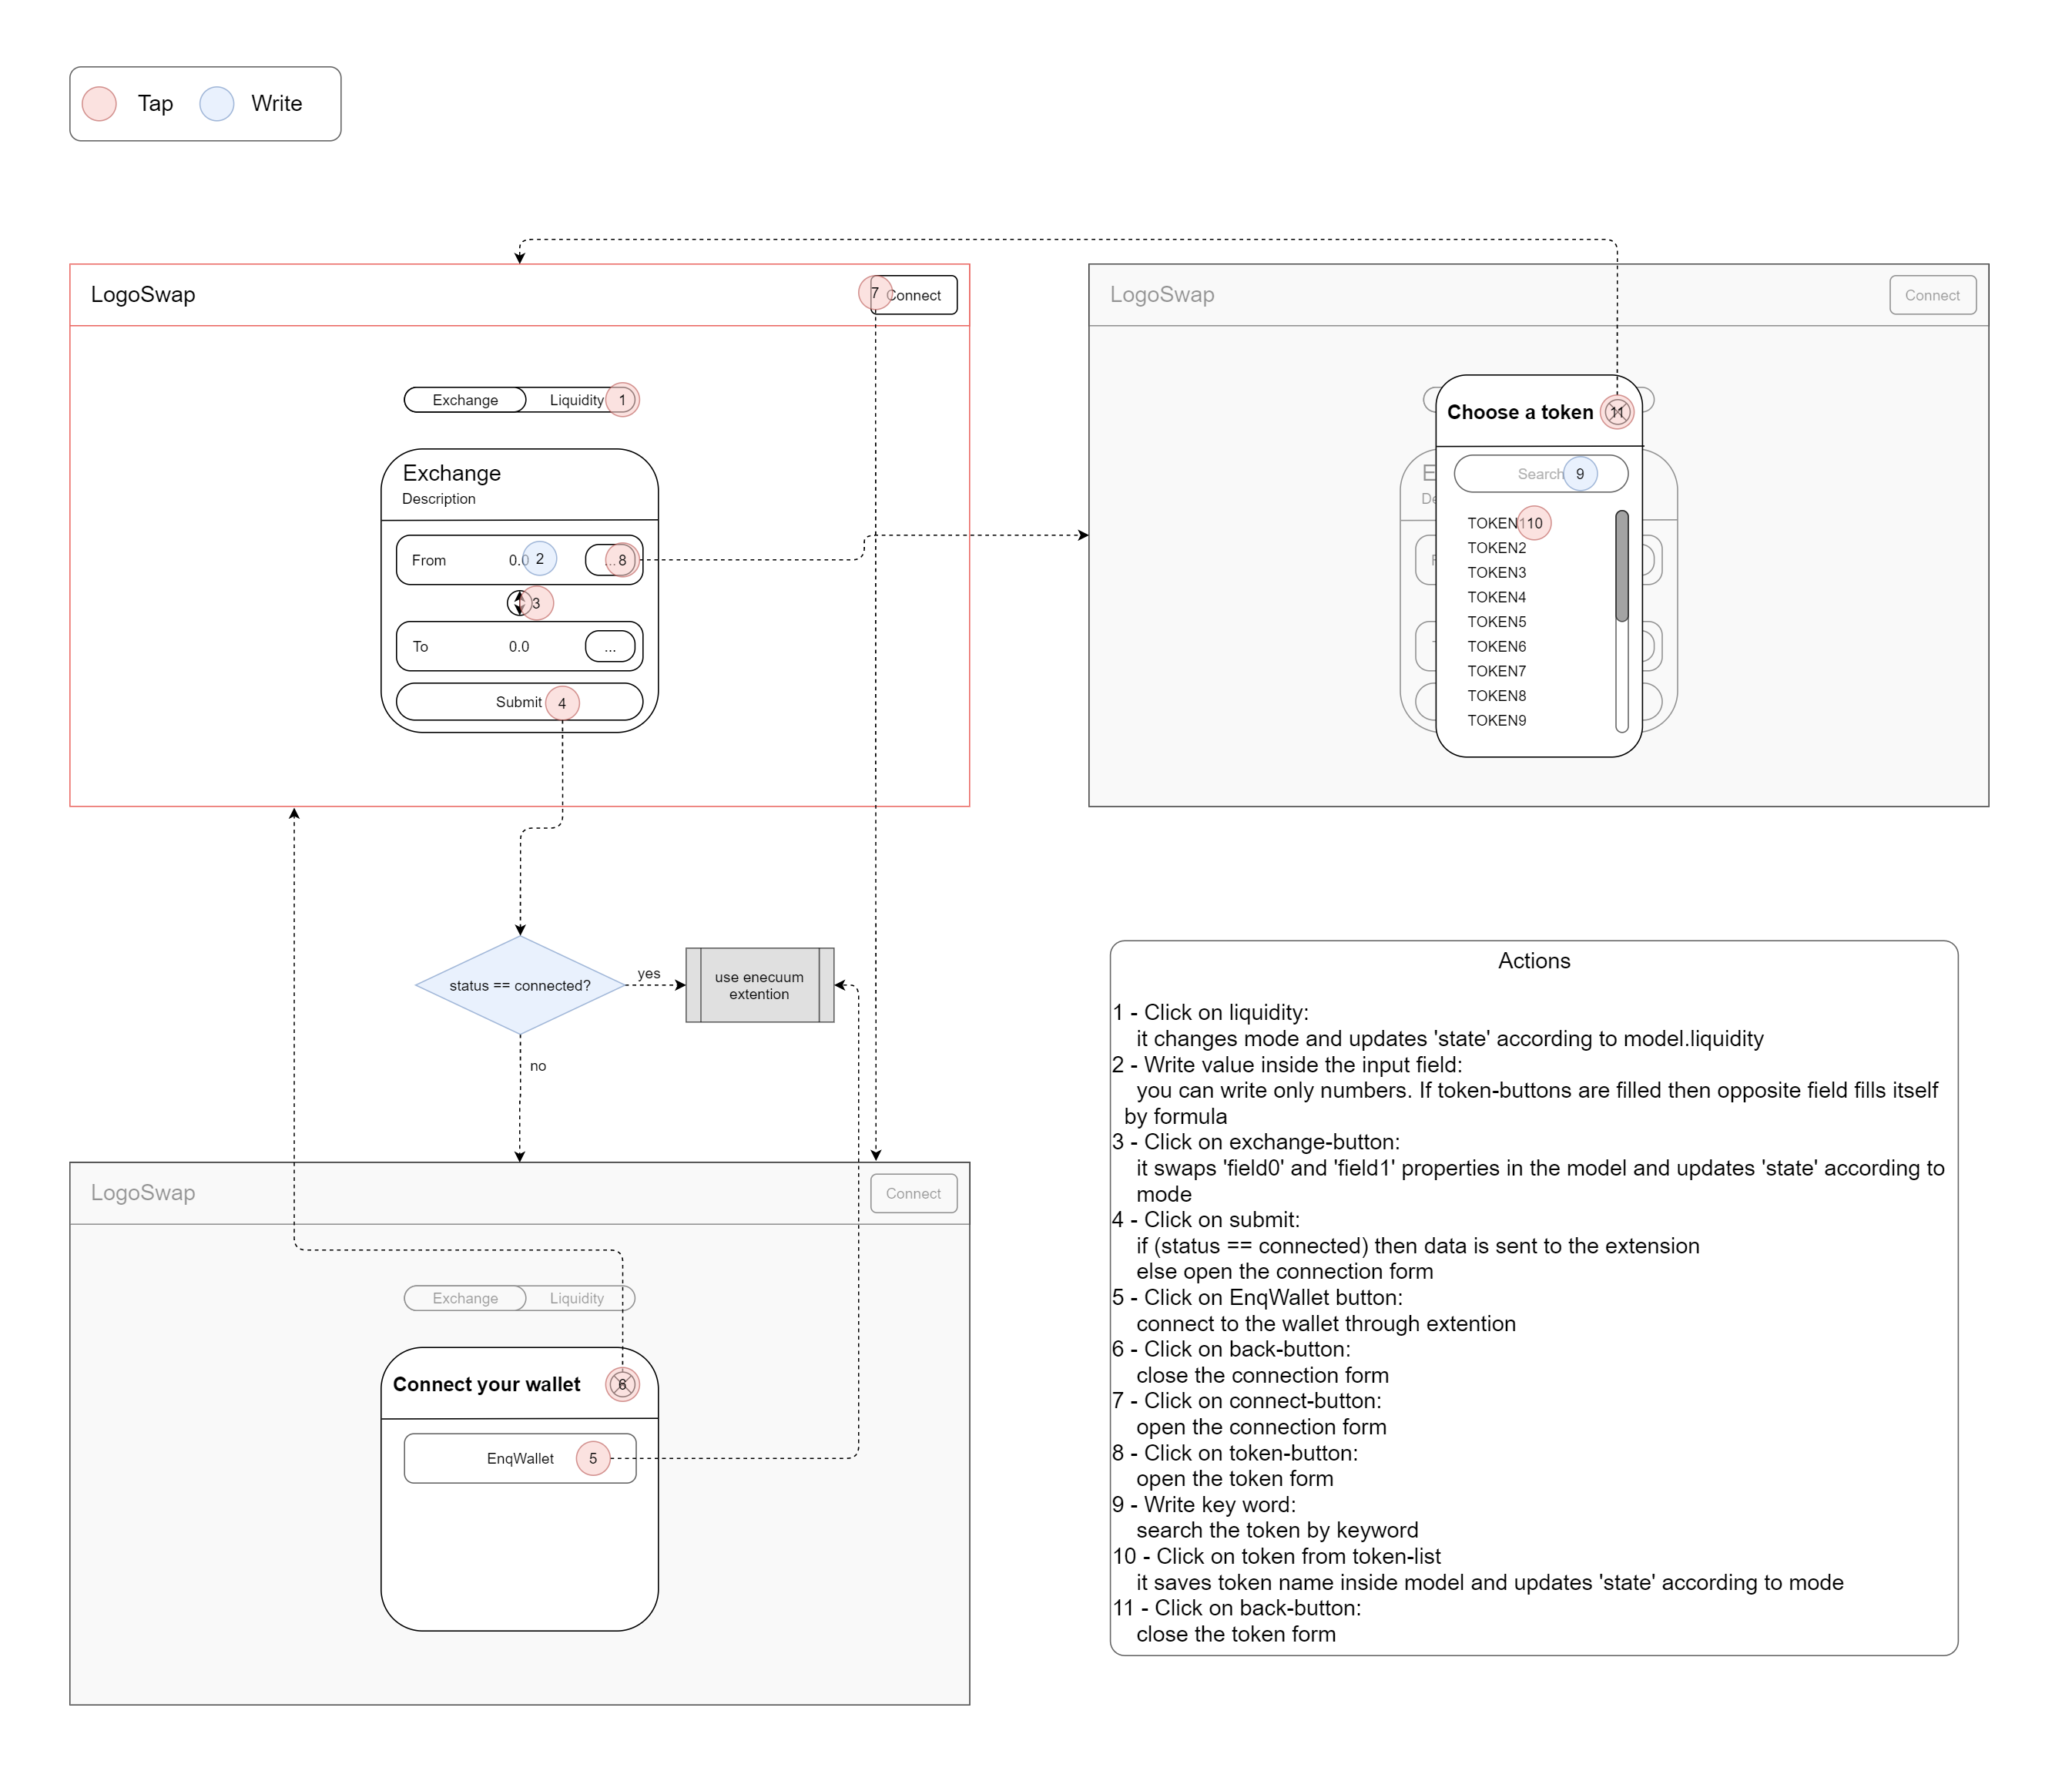 Tap
Write
LogoSwap
7
Connect
Exchange
Liquidity
1
Exchange
Description
From
0.0
2
...
8
3
To
0.0
...
Submit
4
LogoSwap
Connect
Choose a token
11
Search
9
TOKEN1
10
TOKEN2
TOKEN3
TOKEN4
TOKEN5
TOKEN6
TOKEN7
TOKEN8
TOKEN9
status == connected?
yes
use enecuum
extention
no
LogoSwap
Connect
Exchange
Liquidity
Connect your wallet
6
EnqWallet
5
Actions
1 - Click on liquidity:
it changes mode and updates 'state' according to model.liquidity
2 - Write value inside the input field:
you can write only numbers. If token-buttons are filled then opposite field fills itself
by formula
3 - Click on exchange-button:
it swaps 'field0' and 'field1' properties in the model and updates 'state' according to
mode
4 - Click on submit:
if (status == connected) then data is sent to the extension
else open the connection form
5 - Click on EnqWallet button:
connect to the wallet through extention
6 - Click on back-button:
close the connection form
7 - Click on connect-button:
open the connection form
8 - Click on token-button:
open the token form
9 - Write key word:
search the token by keyword
10 - Click on token from token-list
it saves token name inside model and updates 'state' according to mode
11 - Click on back-button:
close the token form